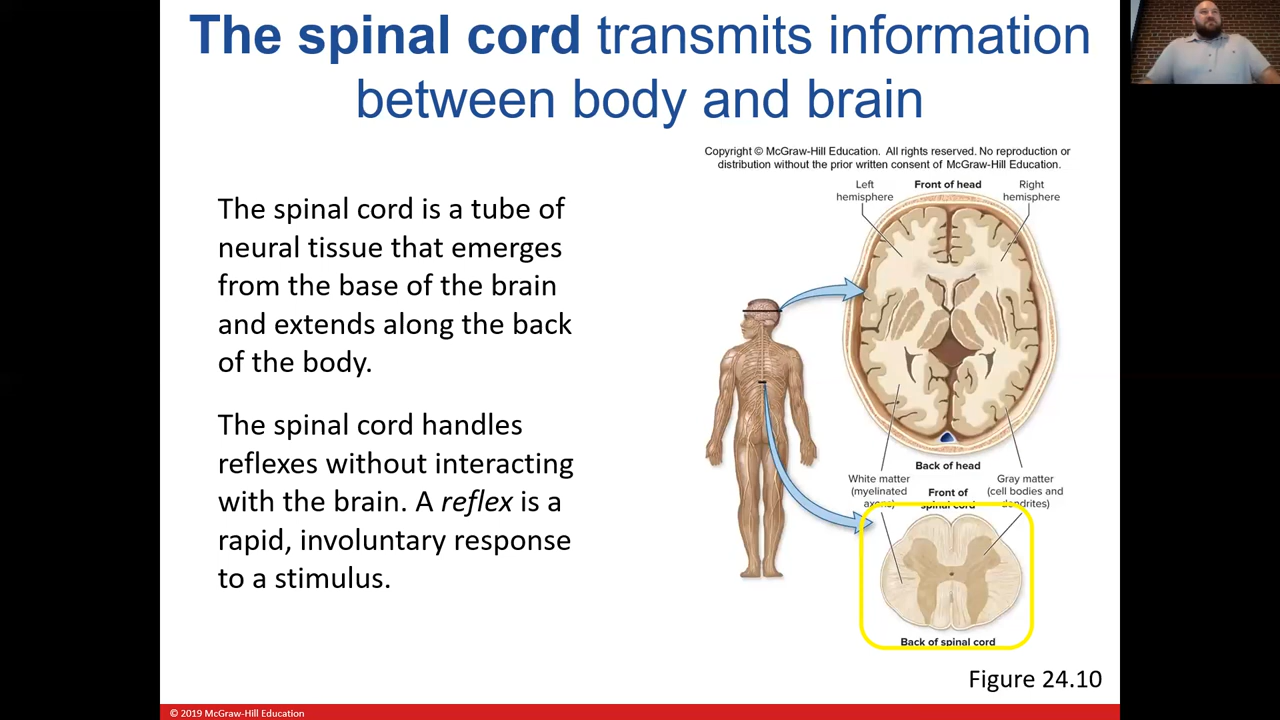 The spinal cord transmits information
between body and brain
Copyright © McGraw-Hill Education. All rights reserved. No reproduction or
distribution without the prior written consent of McGraw-Hill Education.
The spinal cord is a tube of
neural tissue that emerges
from the base of the brain
and extends along the back
of the body.
The spinal cord handles
reflexes without interacting
with the brain. A reflex is a
rapid, involuntary response
to a stimulus.
Left
hemisphere
Front of head
Right
hemisphere
Back of head
White matter
(myelinated
axons)
Front of
spinal cord
Gray matter
(cell bodies and
dendrites)
Back of spinal cord
Figure 24.10
© 2019 McGraw-Hill Education